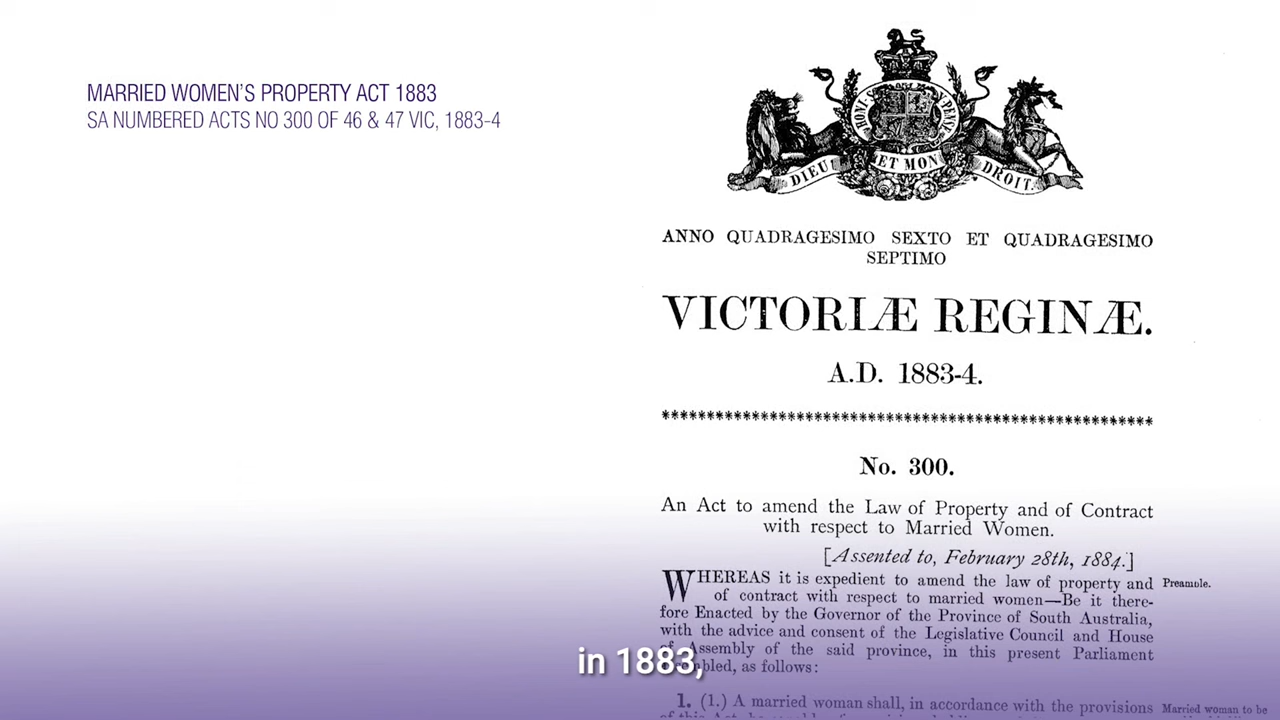 MARRIED WOMEN'S PROPERTY ACT 1883
SA NUMBERED ACTS NO 300 OF 46 & 47 VIC, 1883-4
HONI S
Y PENSE
DIEU ET MON DROIT.
ANNO QUADRAGESIMO SEXTO ET QUADRAGESIMO
SEPTIMO
VICTORIÆ REGINÆ.
A.D. 1883-4.
No. 300.
An Act to amend the Law of Property and of Contract
with respect to Married Women.
[Assented to, February 28th, 1884.]
WHEREAS it is expedient to amend the law of property and Preamble.
of contract with respect to married women—Be it there-
fore Enacted by the Governor of the Province of South Australia,
with the advice and consent of the Legislative Council and House
of Assembly of the said province, in this present Parliament
bled, as follows:
in 1883,
1. (1.) A married woman shall, in accordance with the provisions Married woman to be
of this Act, be